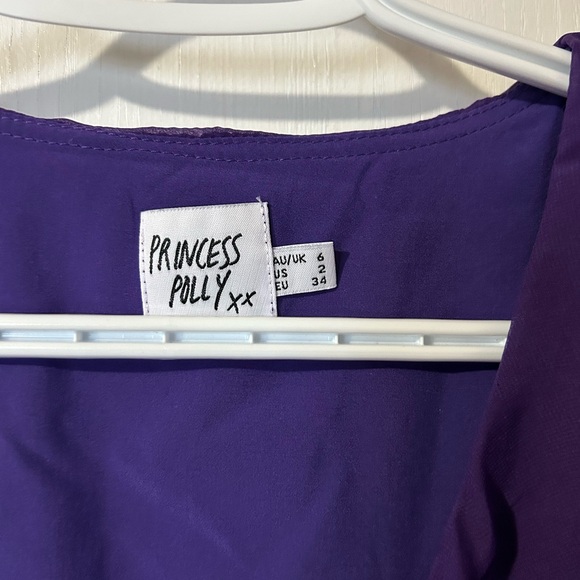 PRINCESS
POLLY xx
AU/UK 6
US 2
EU 34